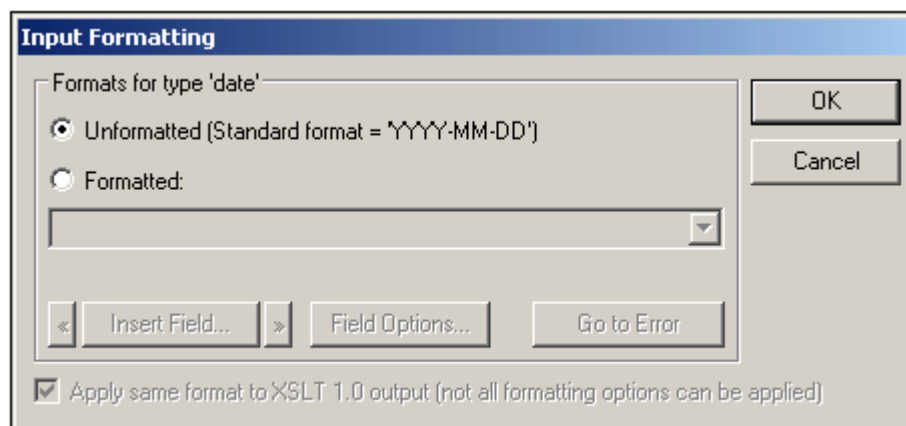 Input Formatting
Formats for type 'date'
OK
Unformatted (Standard format = 'YYYY-MM-DD')
Cancel
Formatted:
« Insert Field... » Field Options... Go to Error
Apply same format to XSLT 1.0 output (not all formatting options can be applied)